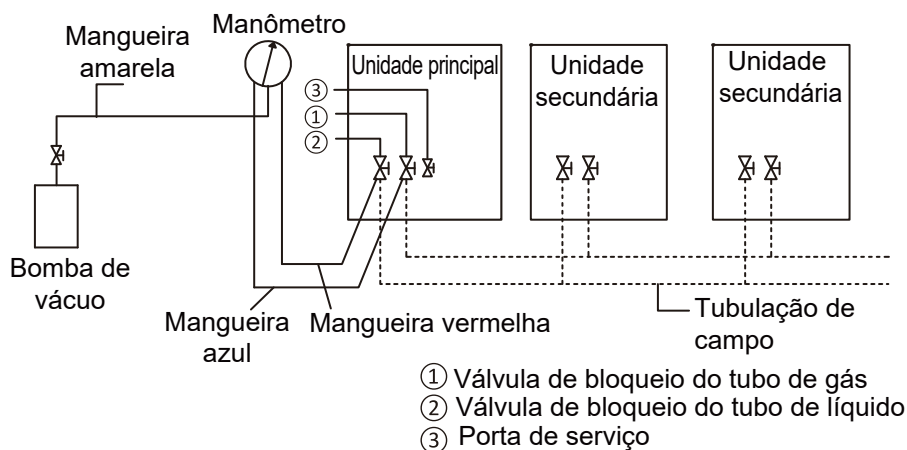 Mangueira
amarela
Manômetro
Unidade principal
Unidade
secundária
Unidade
secundária
③
①
②
Bomba de
vácuo
Mangueira
azul
Mangueira vermelha
Tubulação de
campo
① Válvula de bloqueio do tubo de gás
② Válvula de bloqueio do tubo de líquido
③ Porta de serviço